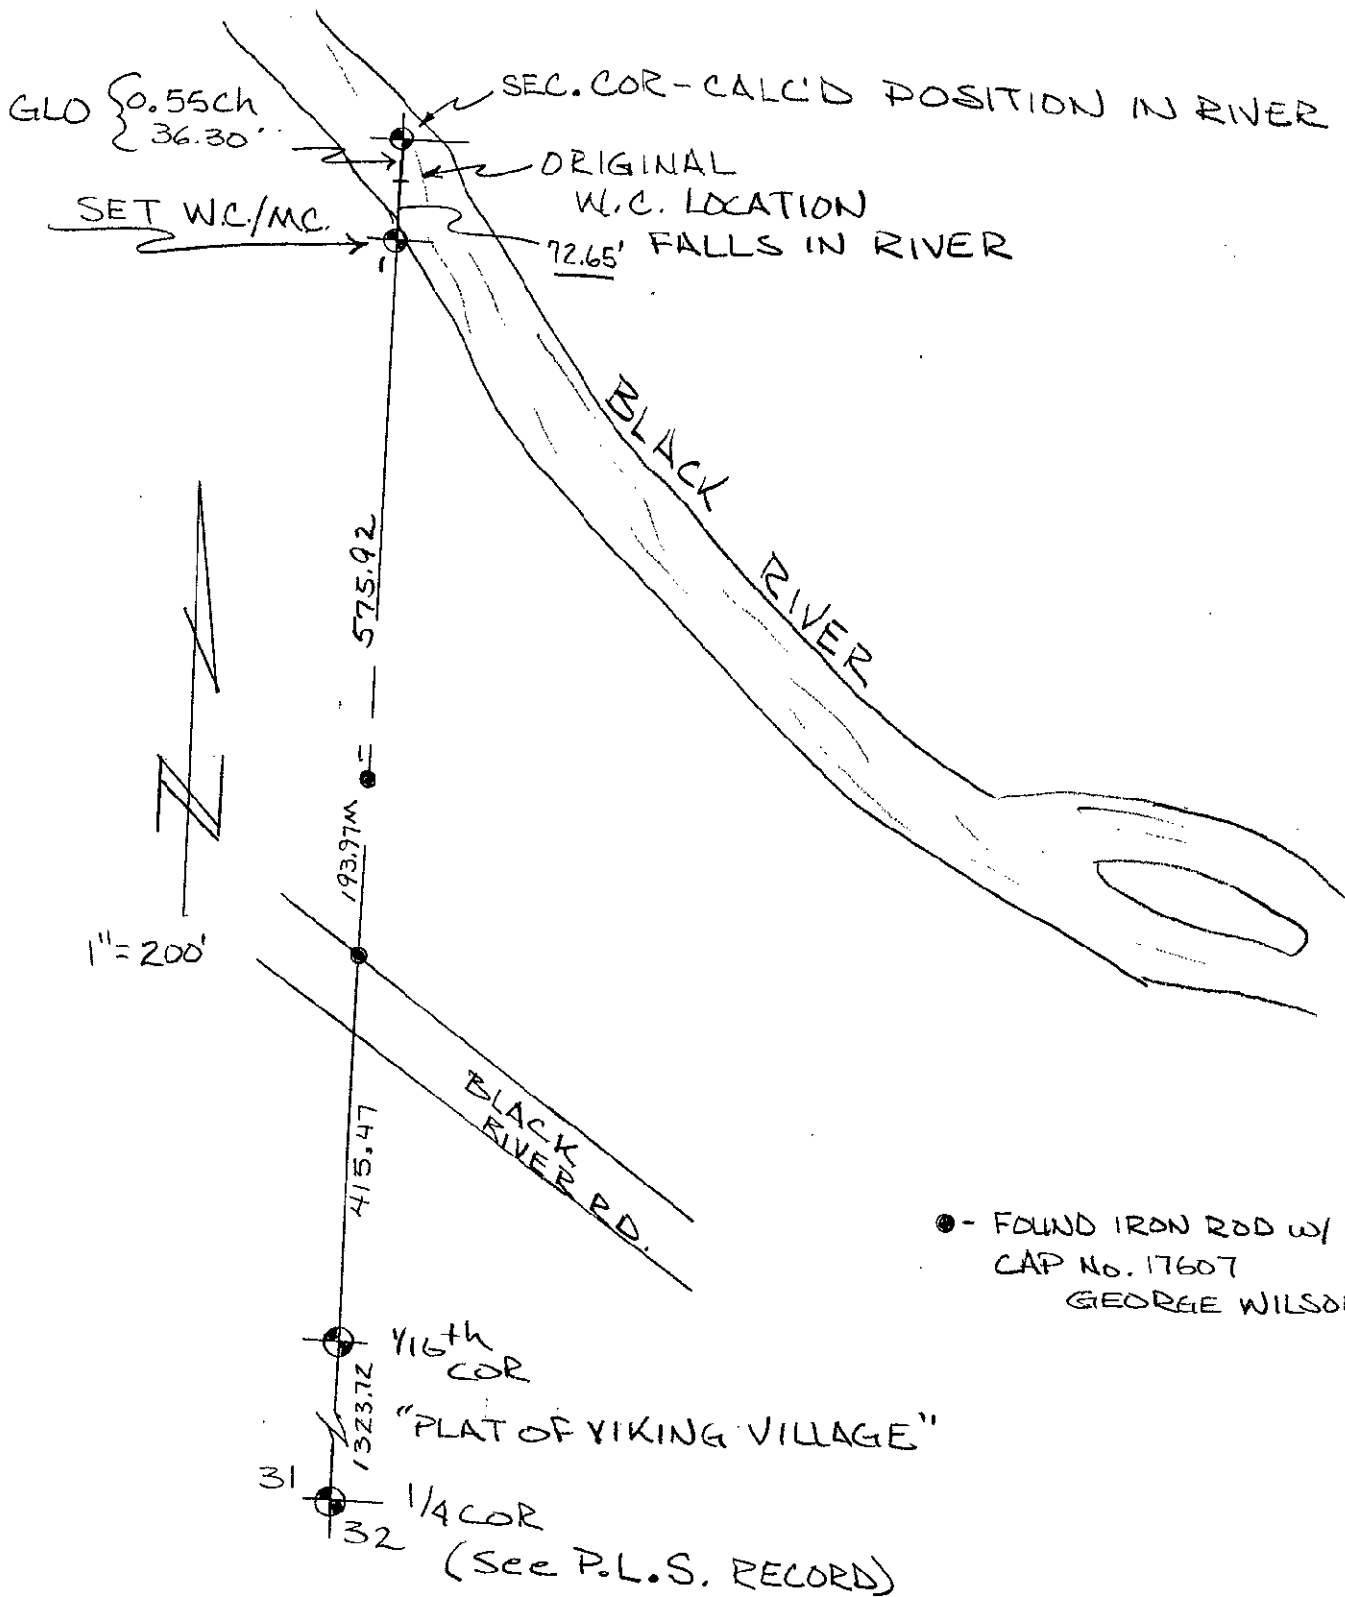 GLO { 0.55Ch
36.30'
SEC. COR - CALC'D POSITION IN RIVER
ORIGINAL
W.C. LOCATION
FALLS IN RIVER
72.65'
SET W.C./MC.
1
575.92
BLACK
RIVER
193.97M
N
1"=200'
415.47
BLACK
RIVER RD.
● - FOUND IRON ROD W/
CAP No. 17607
GEORGE WILSON
1/16th
COR
1323.72
"PLAT OF VIKING VILLAGE"
31
32
1/4 COR
(See P.L.S. RECORD)